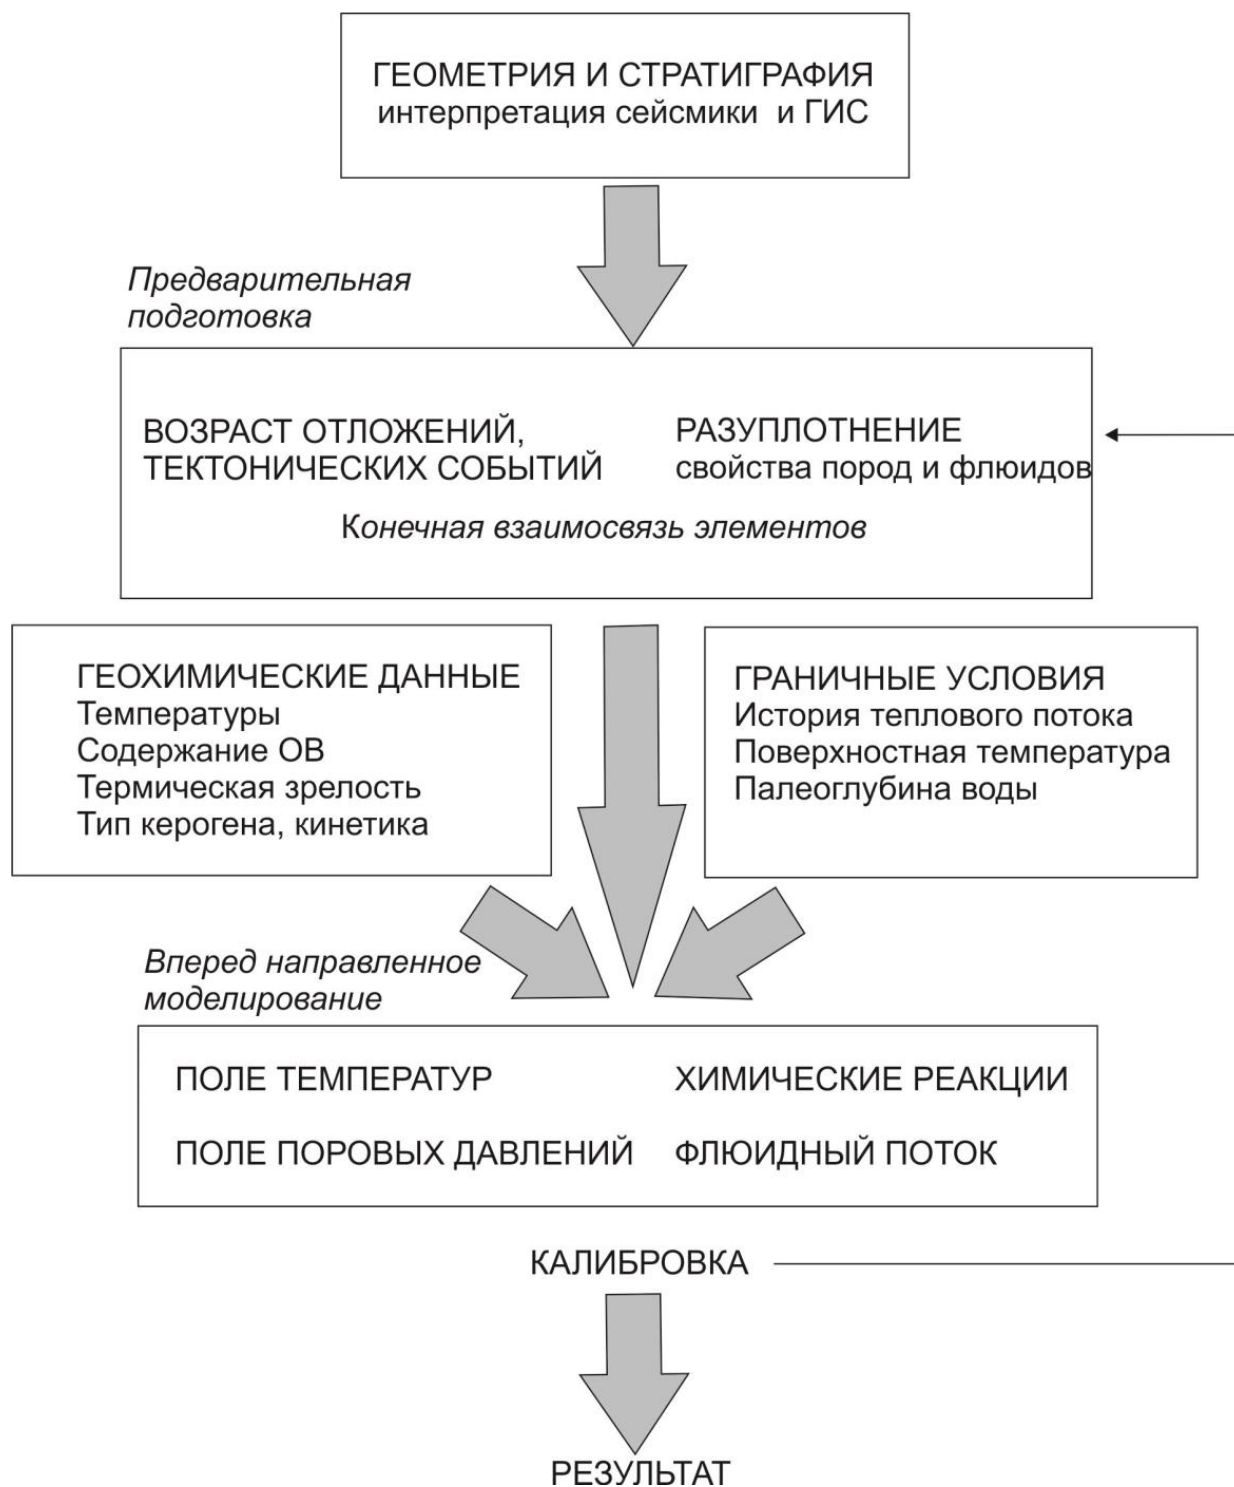 ГЕОМЕТРИЯ И СТРАТИГРАФИЯ
интерпретация сейсмики и ГИС
Предварительная
подготовка
ВОЗРАСТ ОТЛОЖЕНИЙ,
ТЕКТОНИЧЕСКИХ СОБЫТИЙ
РАЗУПЛОТНЕНИЕ
свойства пород и флюидов
Конечная взаимосвязь элементов
ГЕОХИМИЧЕСКИЕ ДАННЫЕ
Температуры
Содержание ОВ
Термическая зрелость
Тип керогена, кинетика
ГРАНИЧНЫЕ УСЛОВИЯ
История теплового потока
Поверхностная температура
Палеоглубина воды
Вперед направленное
моделирование
ПОЛЕ ТЕМПЕРАТУР
ХИМИЧЕСКИЕ РЕАКЦИИ
ПОЛЕ ПОРОВЫХ ДАВЛЕНИЙ
ФЛЮИДНЫЙ ПОТОК
КАЛИБРОВКА
РЕЗУЛЬТАТ